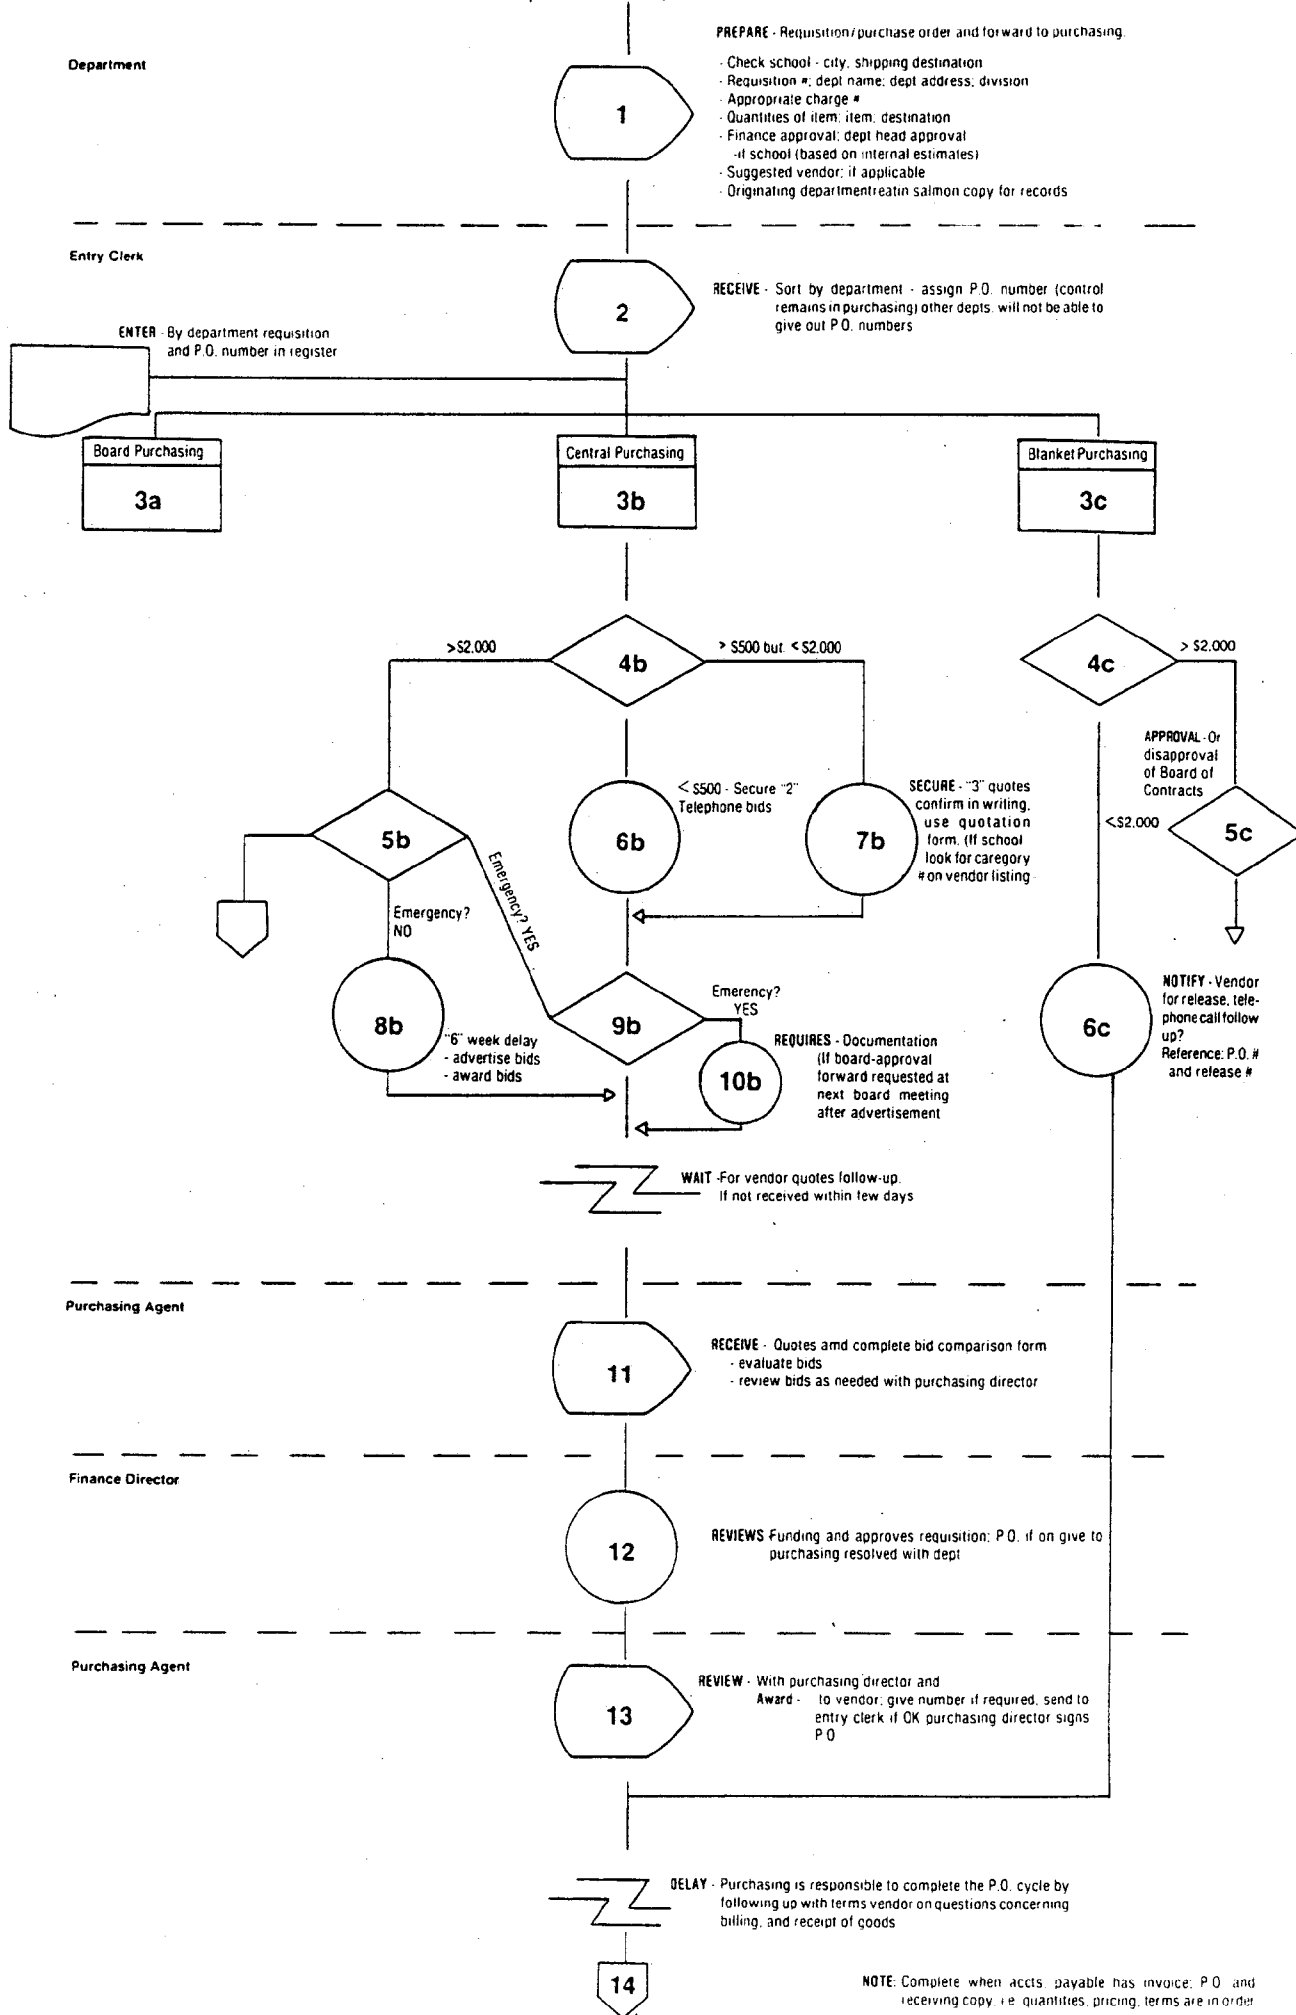 PREPARE - Requisition/purchase order and forward to purchasing.
Department
- Check school - city, shipping destination
- Requisition #; dept name; dept address; division
- Appropriate charge #
- Quantities of item; item; destination
- Finance approval; dept head approval
-if school (based on internal estimates)
- Suggested vendor; if applicable
- Originating departmentreatin salmon copy for records
1
Entry Clerk
2
RECEIVE - Sort by department - assign P.O. number (control
remains in purchasing) other depts. will not be able to
give out P.O. numbers
ENTER - By department requisition
and P.O. number in register
Board Purchasing
3a
Central Purchasing
3b
Blanket Purchasing
3c
>$2.000
4b
> $500 but < $2.000
4c
> $2.000
APPROVAL - Or
disapproval
of Board of
Contracts
5b
< $500 - Secure "2"
Telephone bids
6b
7b
SECURE - "3" quotes
confirm in writing,
use quotation
form. (If school
look for caregory
# on vendor listing
<$2.000
5c
Emergency? YES
Emergency?
NO
8b
"6" week delay
- advertise bids
- award bids
9b
Emerency?
YES
10b
REQUIRES - Documentation
(If board-approval
forward requested at
next board meeting
after advertisement
6c
NOTIFY - Vendor
for release, tele-
phone call follow
up?
Reference: P.O. #
and release #
WAIT -For vendor quotes follow-up.
If not received within few days
Purchasing Agent
11
RECEIVE - Quotes amd complete bid comparison form
- evaluate bids
- review bids as needed with purchasing director
Finance Director
12
REVIEWS Funding and approves requisition; P.O. if on give to
purchasing resolved with dept
Purchasing Agent
13
REVIEW - With purchasing director and
Award - to vendor; give number if required, send to
entry clerk if OK purchasing director signs
P O
DELAY - Purchasing is responsible to complete the P.O. cycle by
following up with terms vendor on questions concerning
billing, and receipt of goods
14
NOTE: Complete when accts. payable has invoice; P O and
receiving copy, i.e. quantities, pricing, terms are in order